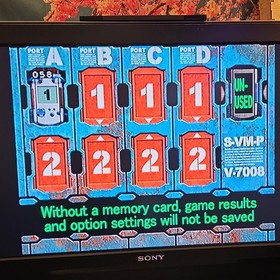 PORT PORT PORT PORT
A B C D
058
1 1 1 1
UN-
USED
S-VM-P
2 2 2 2
V-7008
Without a memory card, game results
and option settings will not be saved
SONY